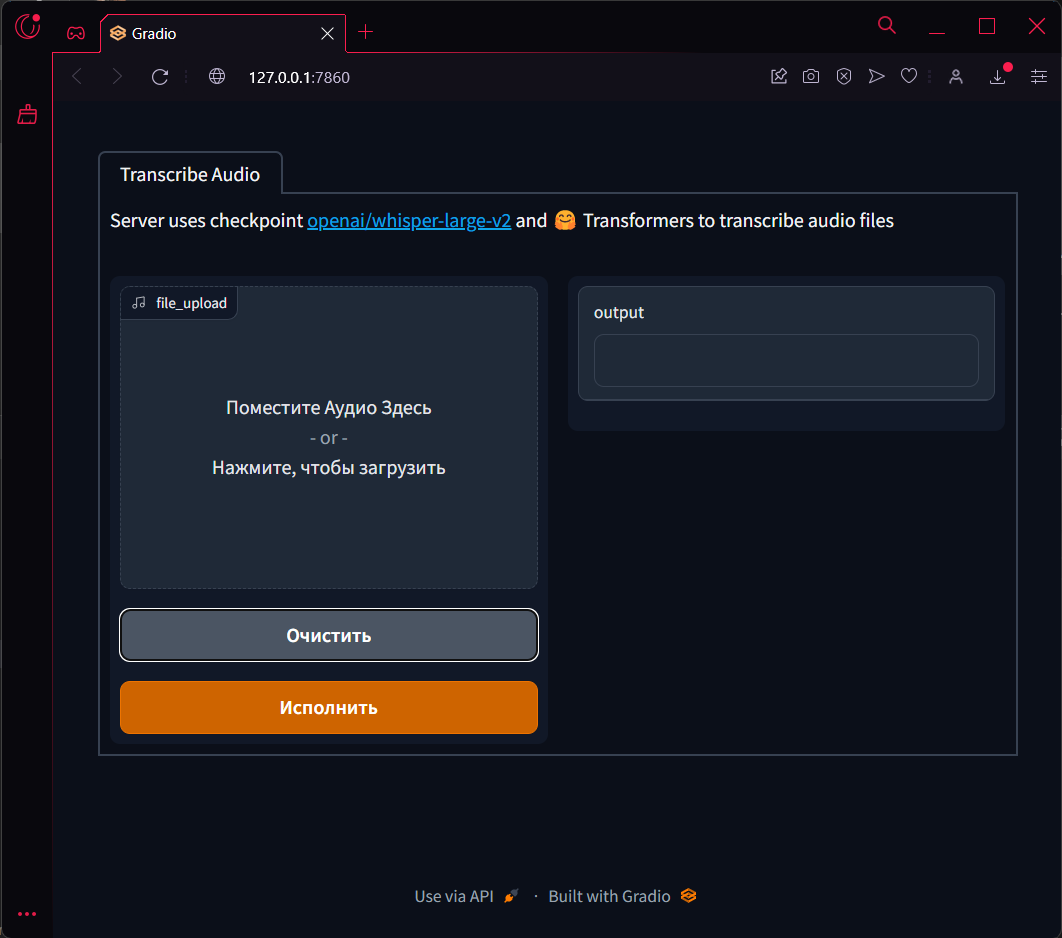 Gradio
127.0.0.1:7860
Transcribe Audio
Server uses checkpoint openai/whisper-large-v2 and 🤗 Transformers to transcribe audio files
file_upload
Поместите Аудио Здесь
- or -
Нажмите, чтобы загрузить
Очистить
Исполнить
output
Use via API 🚀 · Built with Gradio